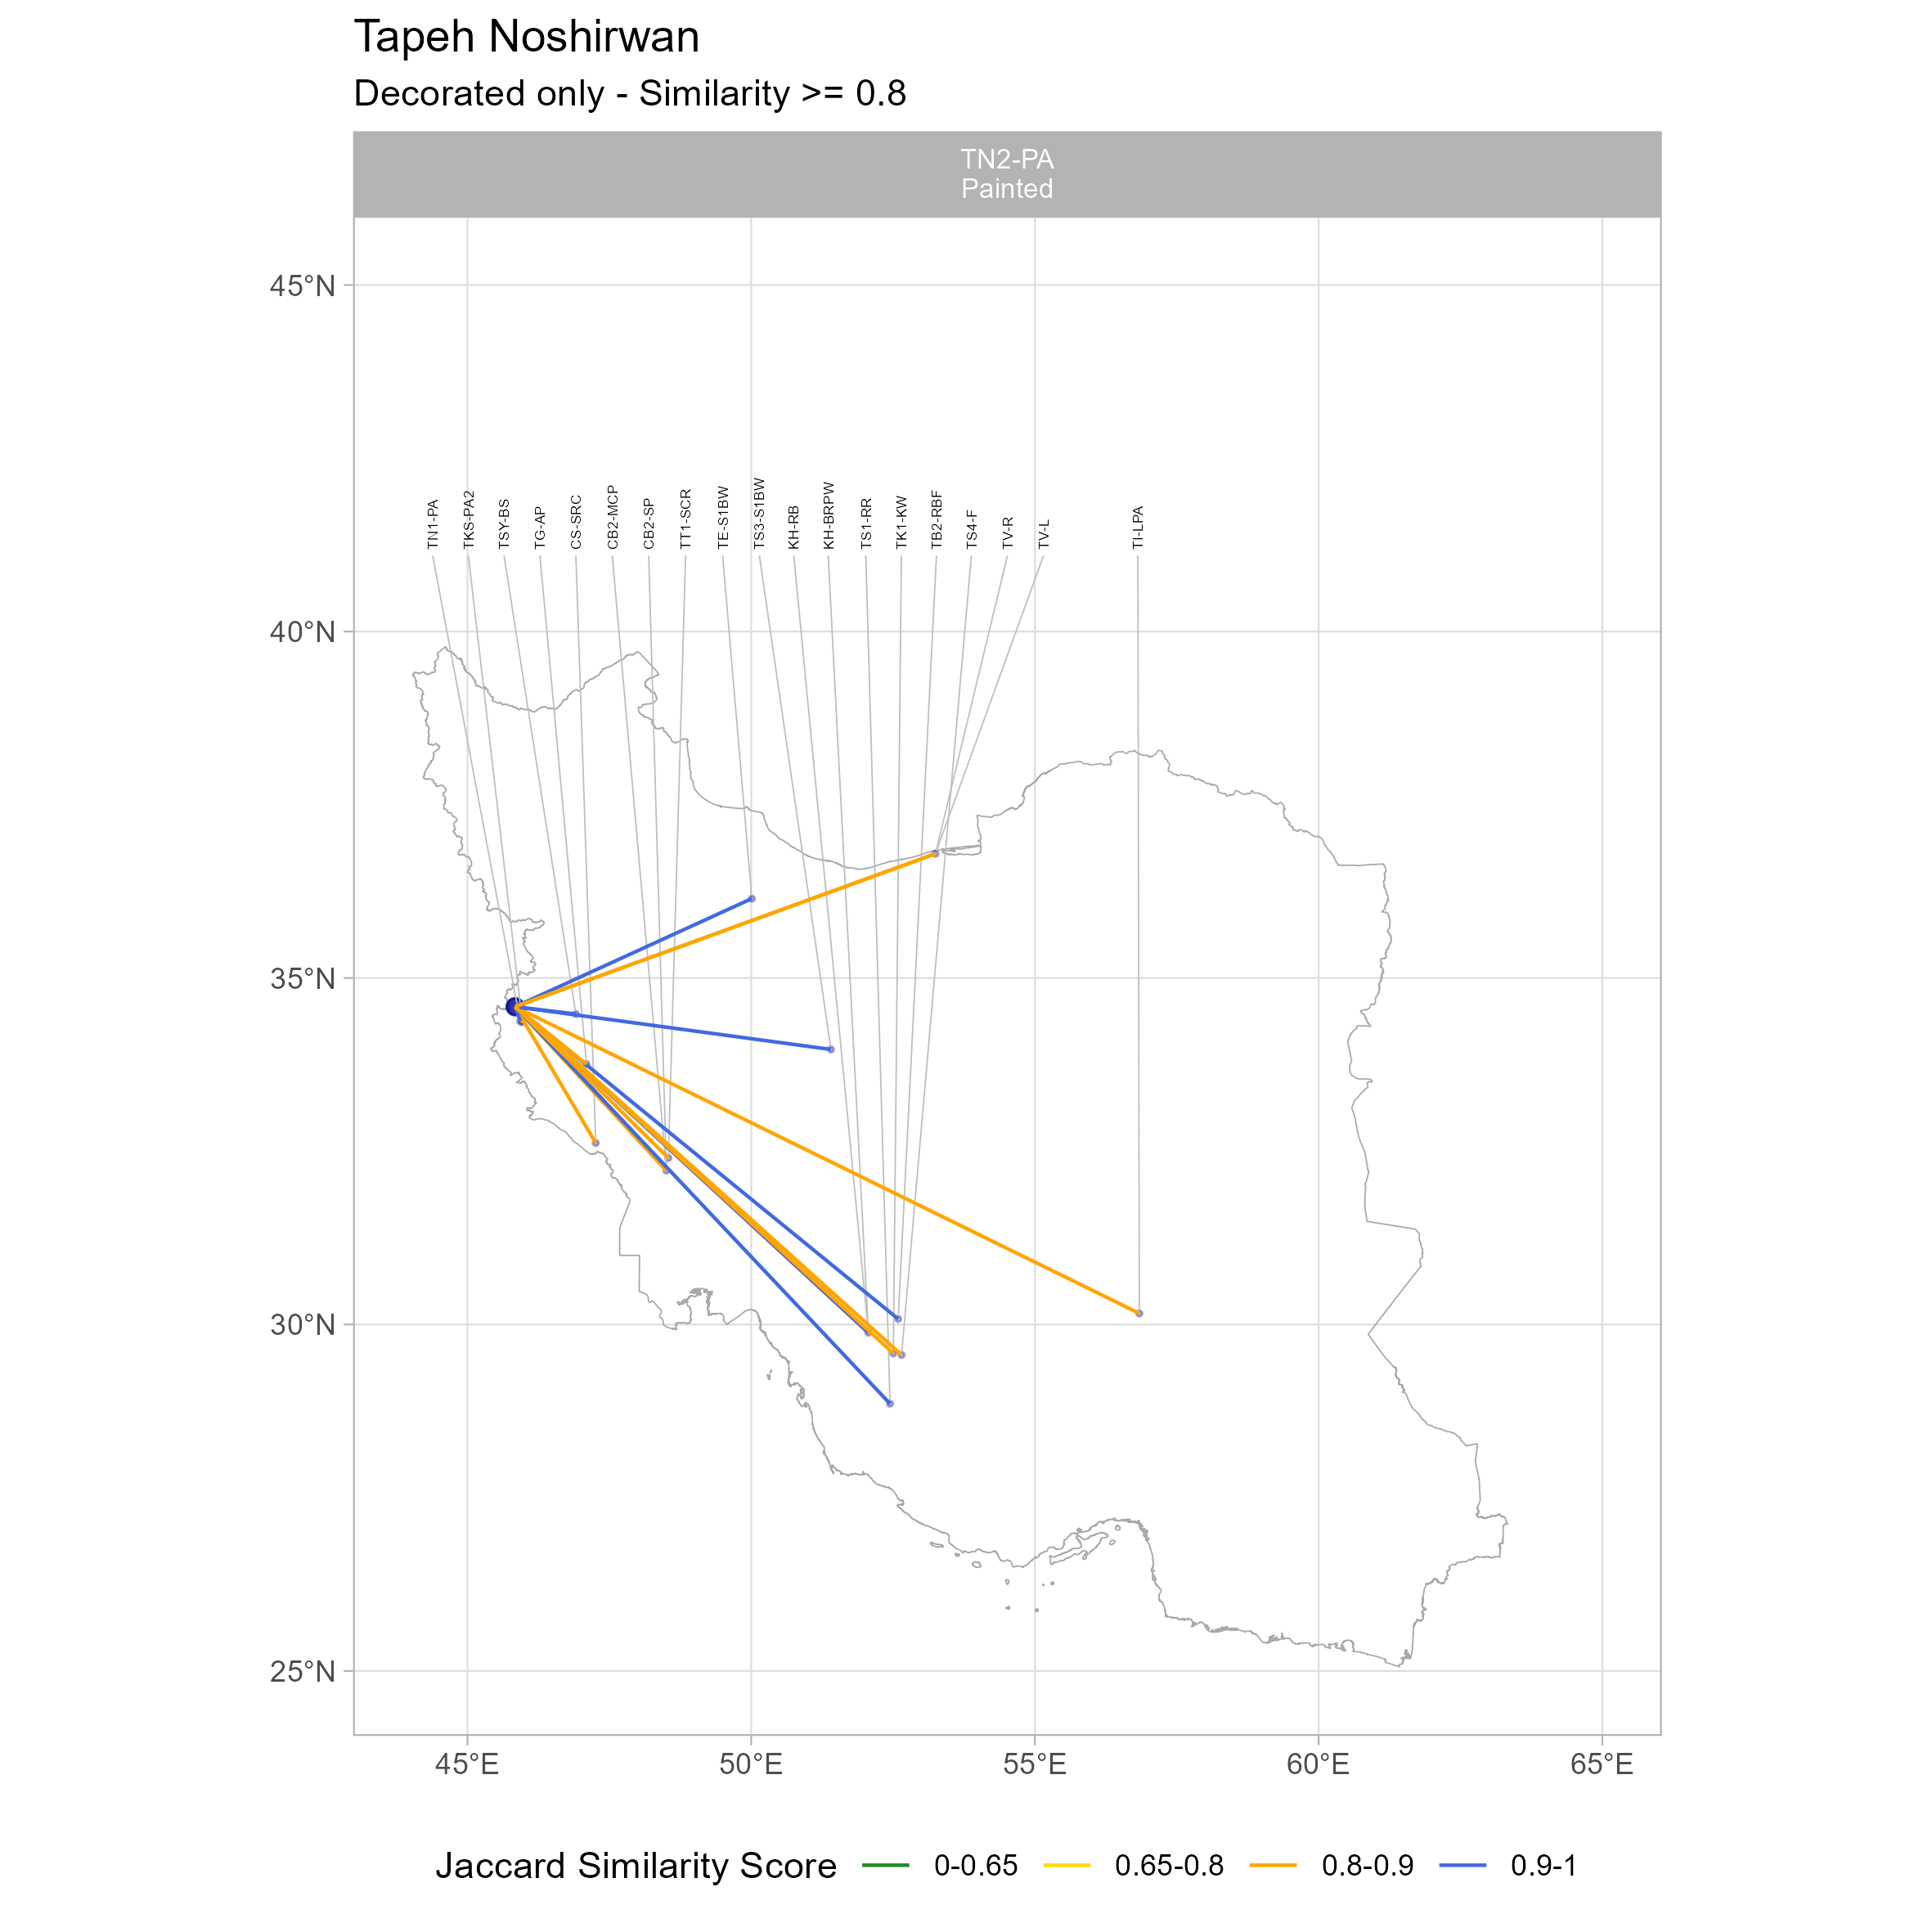 Tapeh Noshirwan
Decorated only - Similarity >= 0.8
TN2-PA
Painted
45°N
40°N
35°N
30°N
25°N
TN1-PA
TKS-PA2
TSY-BS
TG-AP
CS-SRC
CB2-MCP
CB2-SP
TT1-SCR
TE-S1BW
TS3-S1BW
KH-RB
KH-BRPW
TS1-RR
TK1-KW
TB2-RBF
TS4-F
TV-R
TV-L
TI-LPA
45°E
50°E
55°E
60°E
65°E
Jaccard Similarity Score 0-0.65 0.65-0.8 0.8-0.9 0.9-1